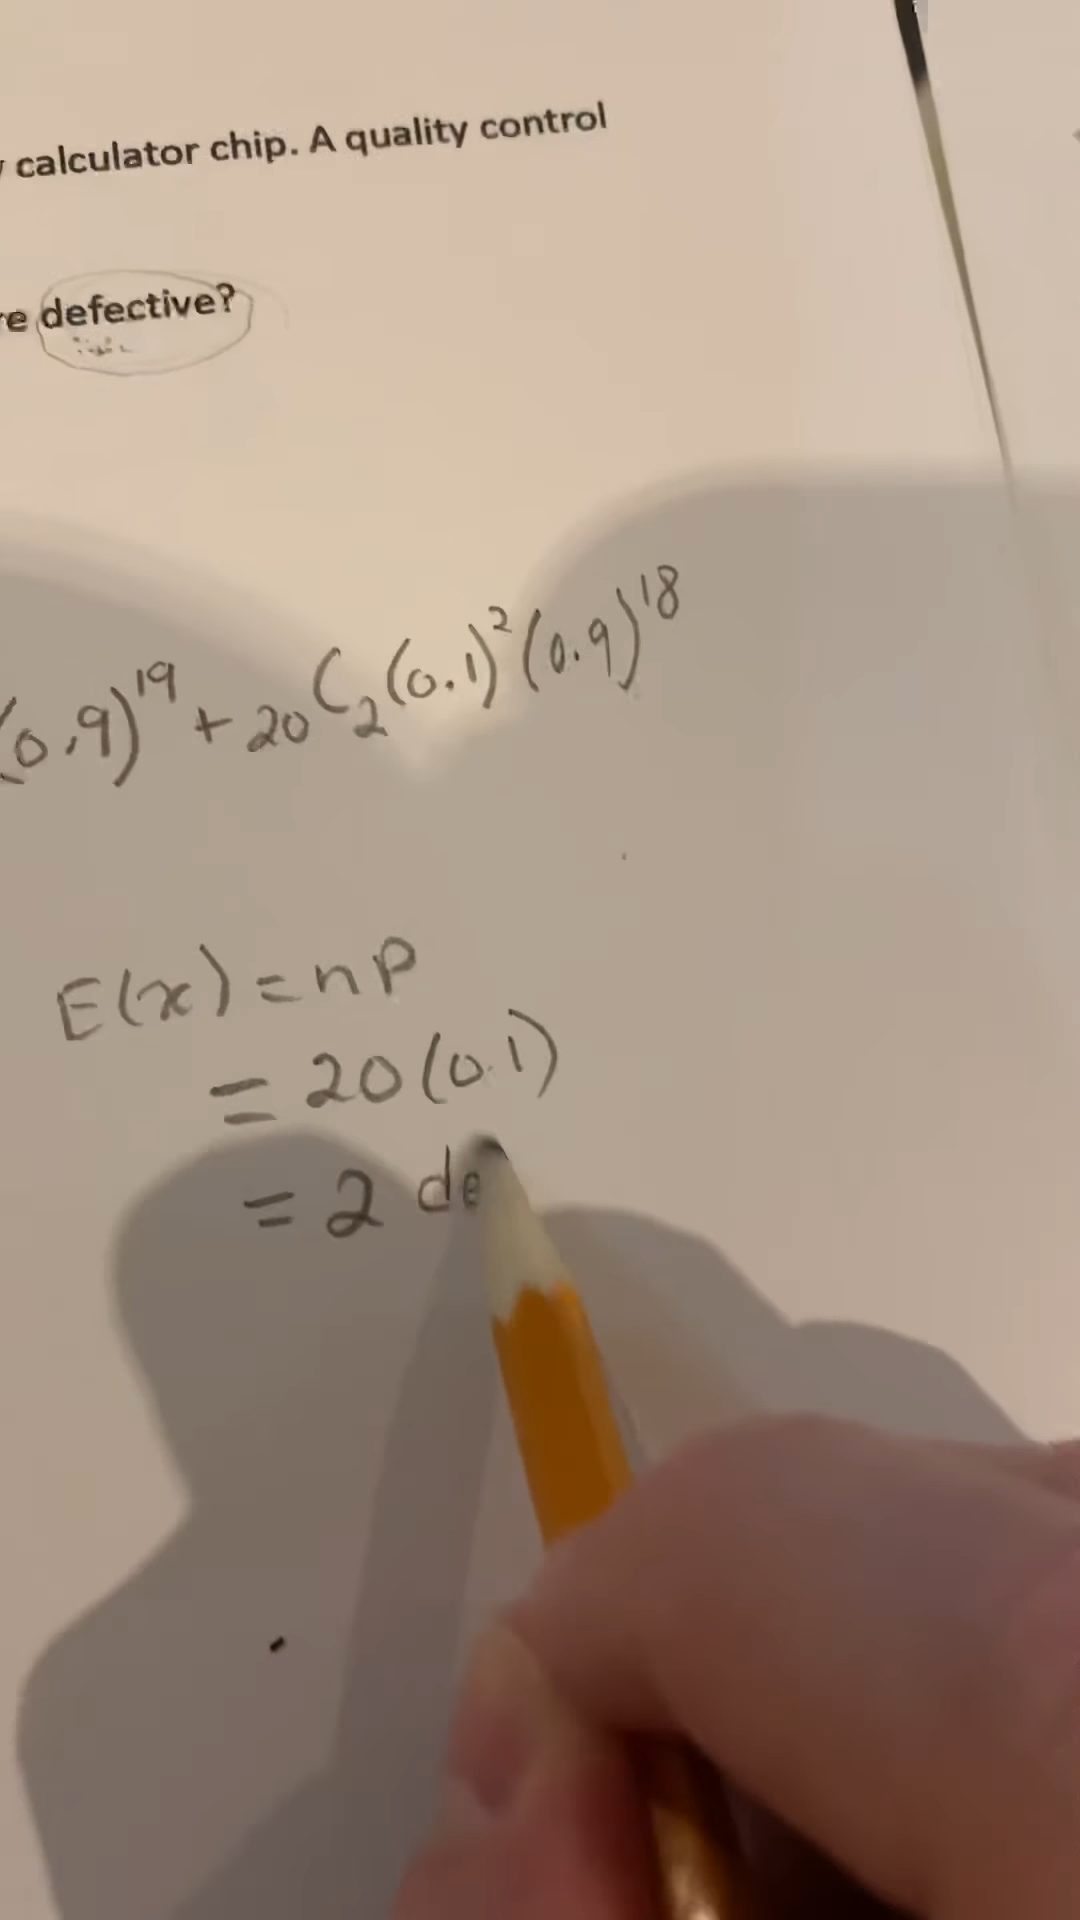 calculator chip. A quality control
re defective?
(0.9)^19 + 20C2(0.1)^2(0.9)^18
E(x) = np
= 20(0.1)
= 2 de